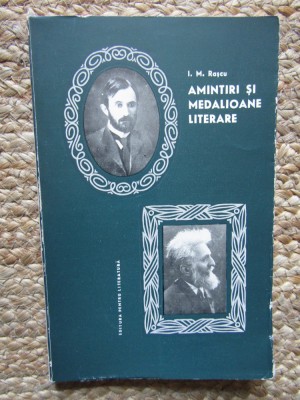 I. M. Rașcu
AMINTIRI ȘI
MEDALIOANE
LITERARE
EDITURA PENTRU LITERATURĂ